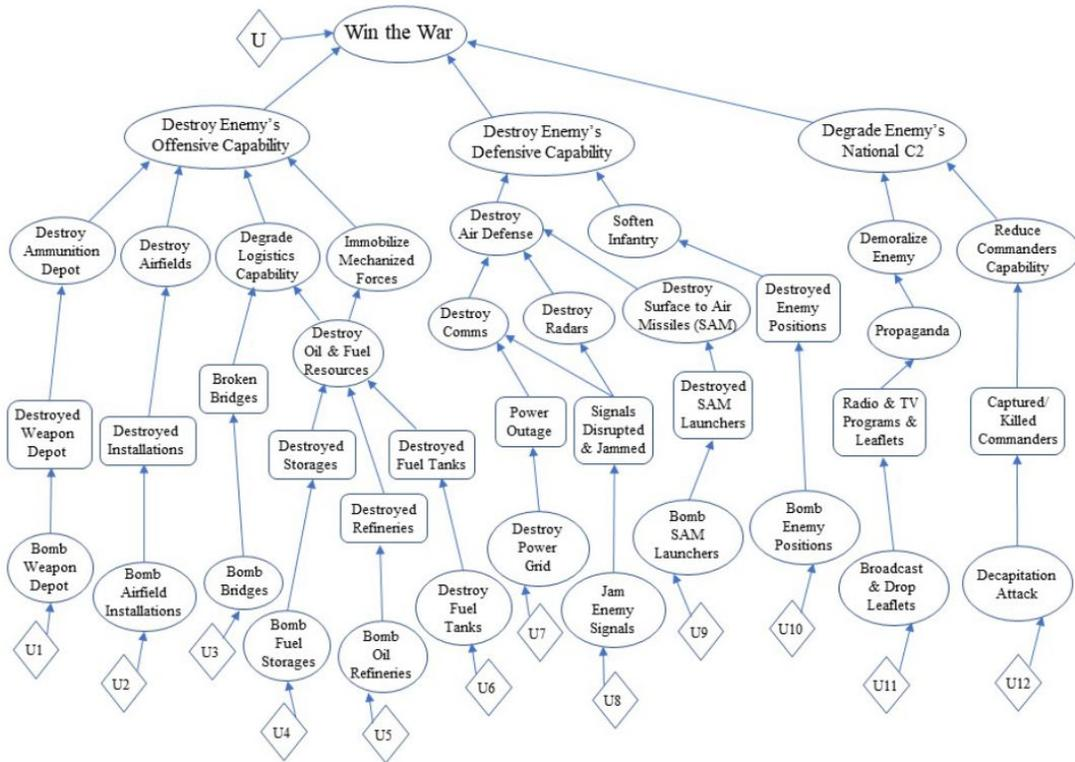 U
Win the War
Destroy Enemy's
Offensive Capability
Destroy Enemy's
Defensive Capability
Degrade Enemy's
National C2
Destroy
Ammunition
Depot
Destroy
Airfields
Degrade
Logistics
Capability
Immobilize
Mechanized
Forces
Destroy
Air Defense
Soften
Infantry
Demoralize
Enemy
Reduce
Commanders
Capability
Destroy
Oil & Fuel
Resources
Destroy
Comms
Destroy
Radars
Destroy
Surface to Air
Missiles (SAM)
Destroyed
Enemy
Positions
Propaganda
Destroyed
Weapon
Depot
Destroyed
Installations
Broken
Bridges
Destroyed
Storages
Destroyed
Refineries
Destroyed
Fuel Tanks
Power
Outage
Signals
Disrupted
& Jammed
Destroyed
SAM
Launchers
Radio & TV
Programs &
Leaflets
Captured/
Killed
Commanders
Bomb
Weapon
Depot
Bomb
Airfield
Installations
Bomb
Bridges
Bomb
Fuel
Storages
Bomb
Oil
Refineries
Destroy
Fuel
Tanks
Destroy
Power
Grid
Jam
Enemy
Signals
Bomb
SAM
Launchers
Bomb
Enemy
Positions
Broadcast
& Drop
Leaflets
Decapitation
Attack
U1
U2
U3
U4
U5
U6
U7
U8
U9
U10
U11
U12